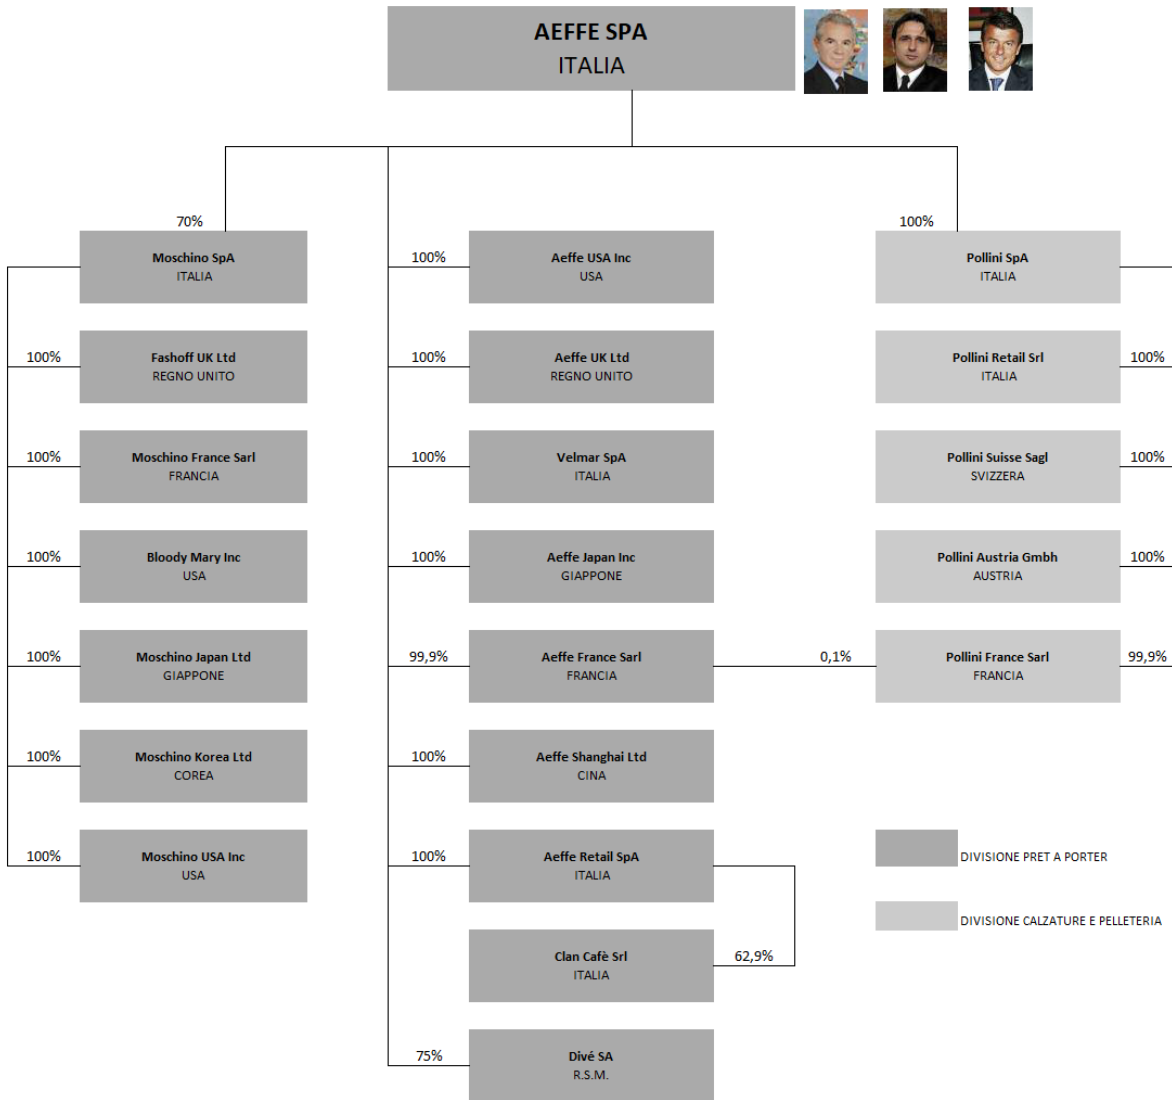 AEFFE SPA
ITALIA
70%
Moschino SpA
ITALIA
100%
Fashoff UK Ltd
REGNO UNITO
100%
Moschino France Sarl
FRANCIA
100%
Bloody Mary Inc
USA
100%
Moschino Japan Ltd
GIAPPONE
100%
Moschino Korea Ltd
COREA
100%
Moschino USA Inc
USA
100%
Aeffe USA Inc
USA
100%
Aeffe UK Ltd
REGNO UNITO
100%
Velmar SpA
ITALIA
100%
Aeffe Japan Inc
GIAPPONE
99,9%
Aeffe France Sarl
FRANCIA
0,1%
100%
Aeffe Shanghai Ltd
CINA
100%
Aeffe Retail SpA
ITALIA
Clan Cafè Srl
ITALIA
62,9%
75%
Divé SA
R.S.M.
100%
Pollini SpA
ITALIA
Pollini Retail Srl
ITALIA
100%
Pollini Suisse Sagl
SVIZZERA
100%
Pollini Austria Gmbh
AUSTRIA
100%
Pollini France Sarl
FRANCIA
99,9%
DIVISIONE PRET A PORTER
DIVISIONE CALZATURE E PELLETERIA